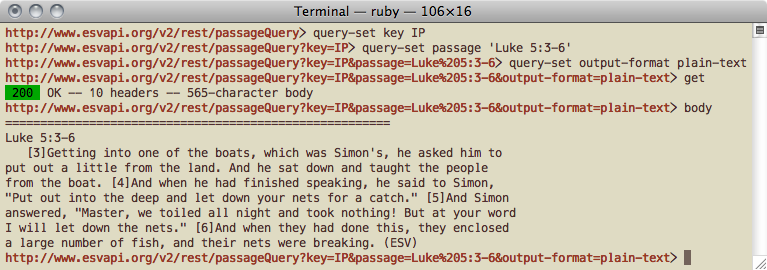 Terminal — ruby — 106×16
http://www.esvapi.org/v2/rest/passageQuery> query-set key IP
http://www.esvapi.org/v2/rest/passageQuery?key=IP> query-set passage 'Luke 5:3-6'
http://www.esvapi.org/v2/rest/passageQuery?key=IP&passage=Luke%205:3-6> query-set output-format plain-text
http://www.esvapi.org/v2/rest/passageQuery?key=IP&passage=Luke%205:3-6&output-format=plain-text> get
200 OK -- 10 headers -- 565-character body
http://www.esvapi.org/v2/rest/passageQuery?key=IP&passage=Luke%205:3-6&output-format=plain-text> body
=======================================================
Luke 5:3-6
[3]Getting into one of the boats, which was Simon's, he asked him to
put out a little from the land. And he sat down and taught the people
from the boat. [4]And when he had finished speaking, he said to Simon,
"Put out into the deep and let down your nets for a catch." [5]And Simon
answered, "Master, we toiled all night and took nothing! But at your word
I will let down the nets." [6]And when they had done this, they enclosed
a large number of fish, and their nets were breaking. (ESV)
http://www.esvapi.org/v2/rest/passageQuery?key=IP&passage=Luke%205:3-6&output-format=plain-text>